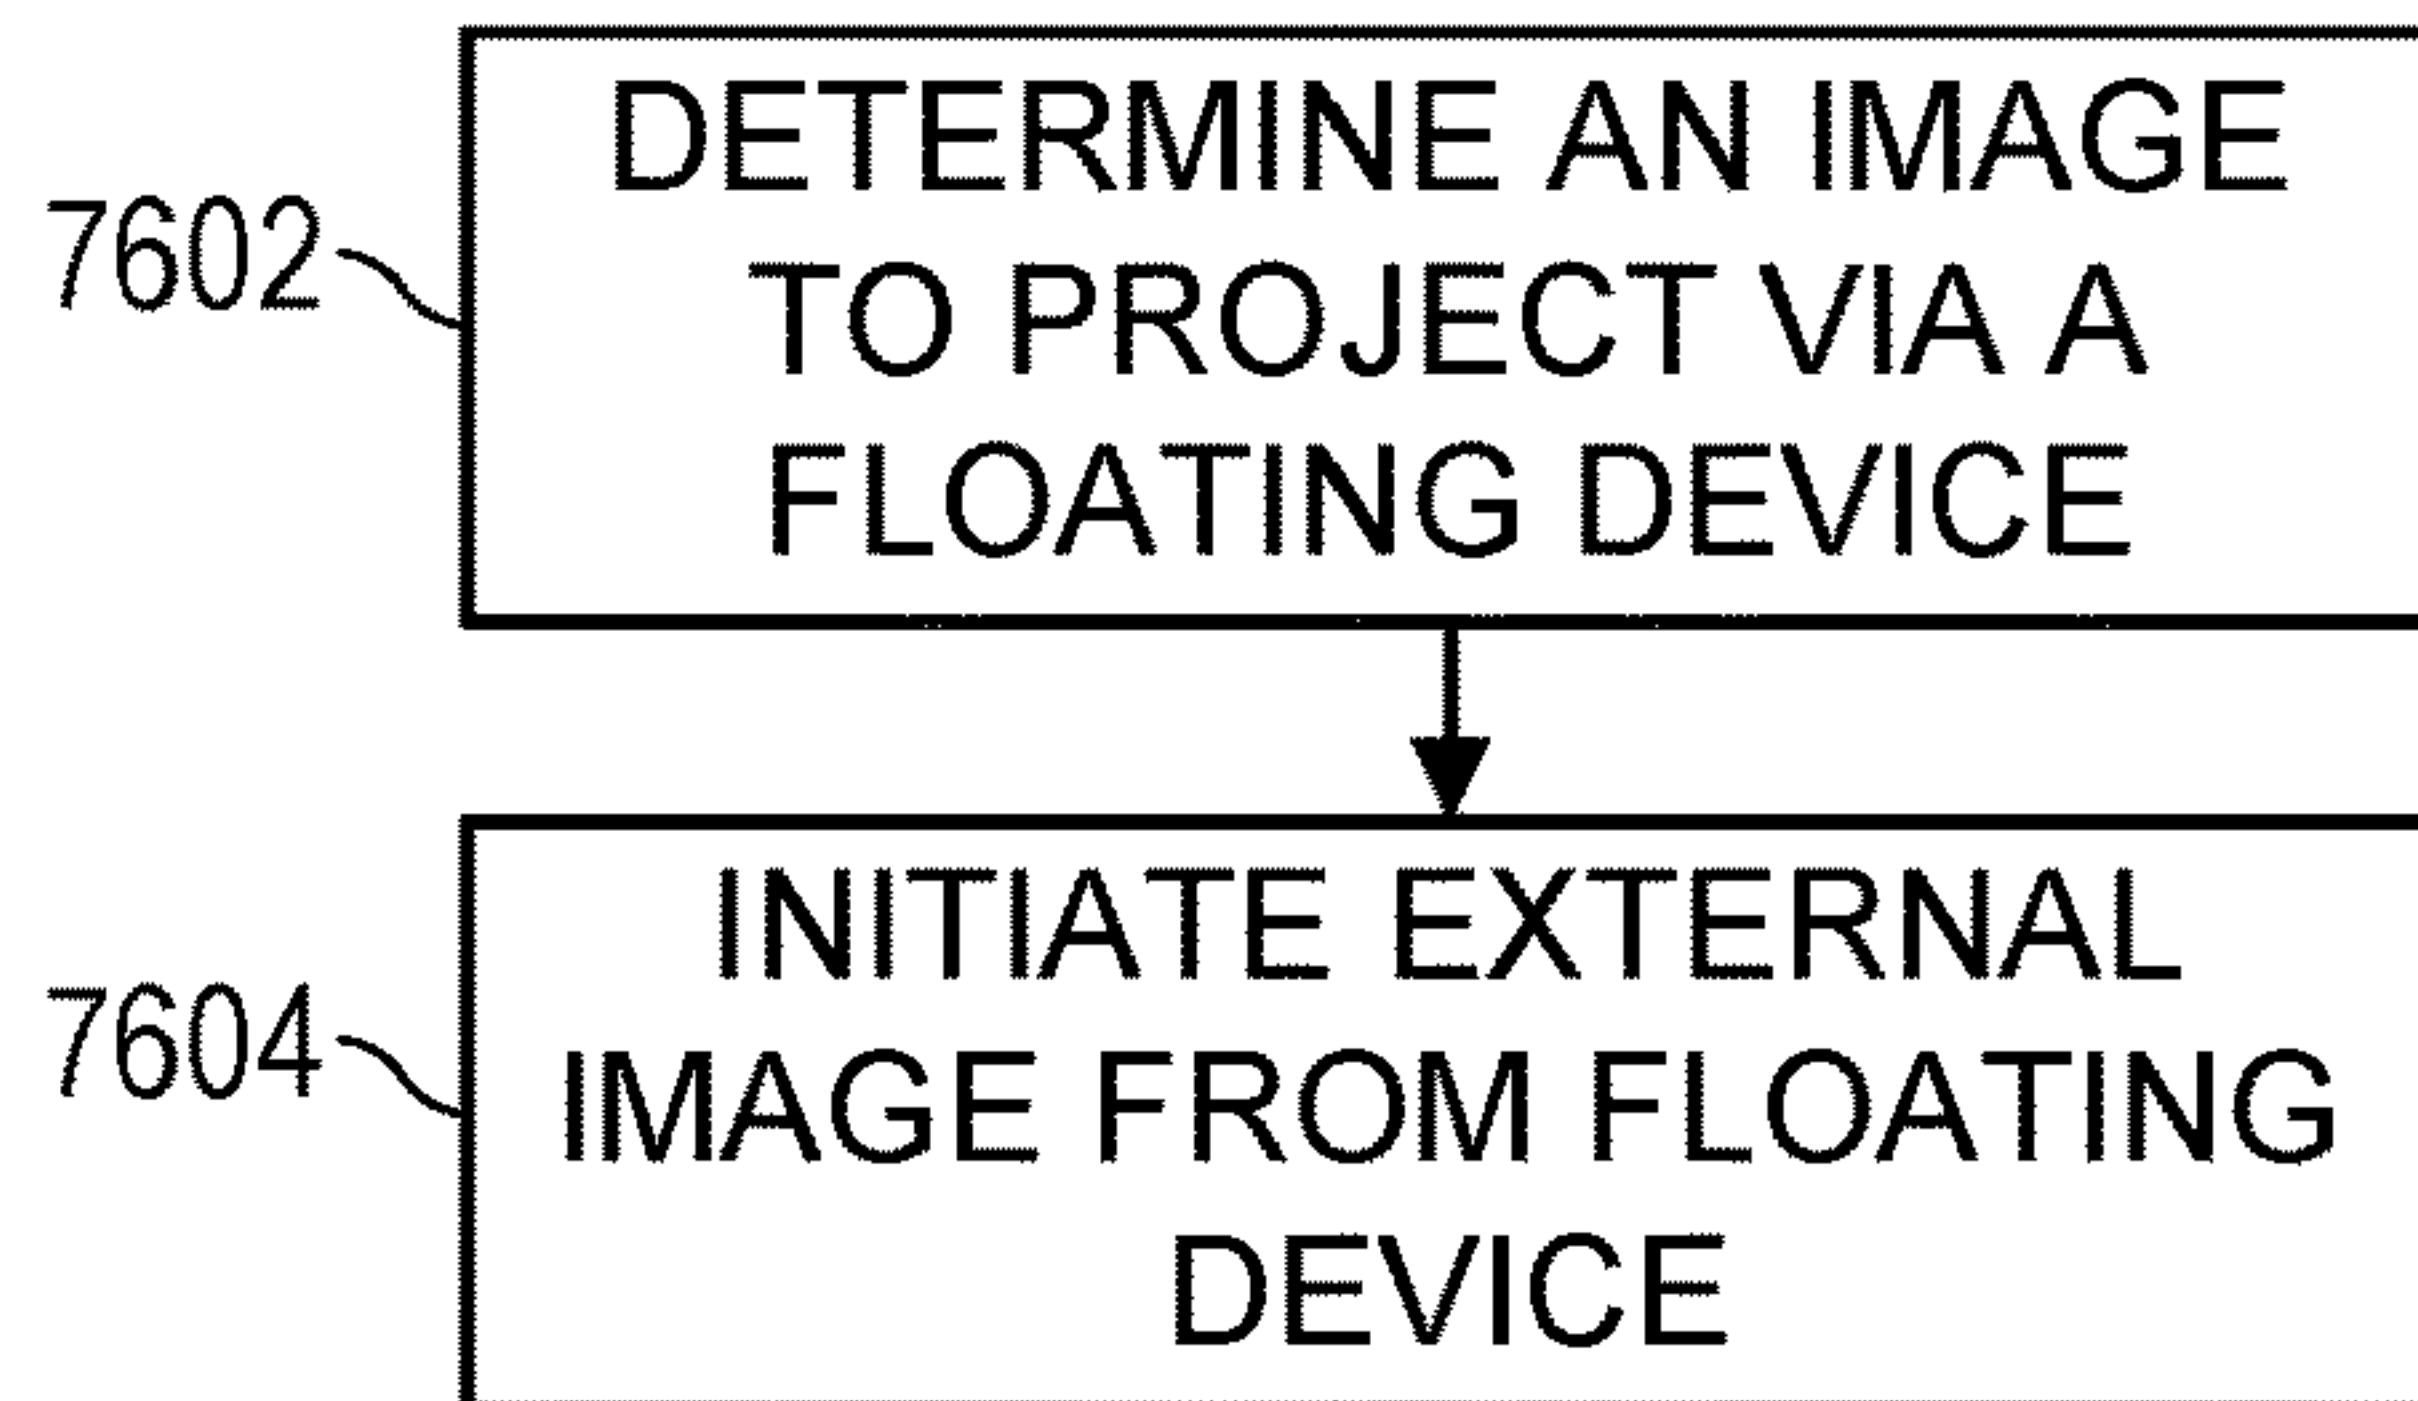 7602
DETERMINE AN IMAGE
TO PROJECT VIA A
FLOATING DEVICE
7604
INITIATE EXTERNAL
IMAGE FROM FLOATING
DEVICE